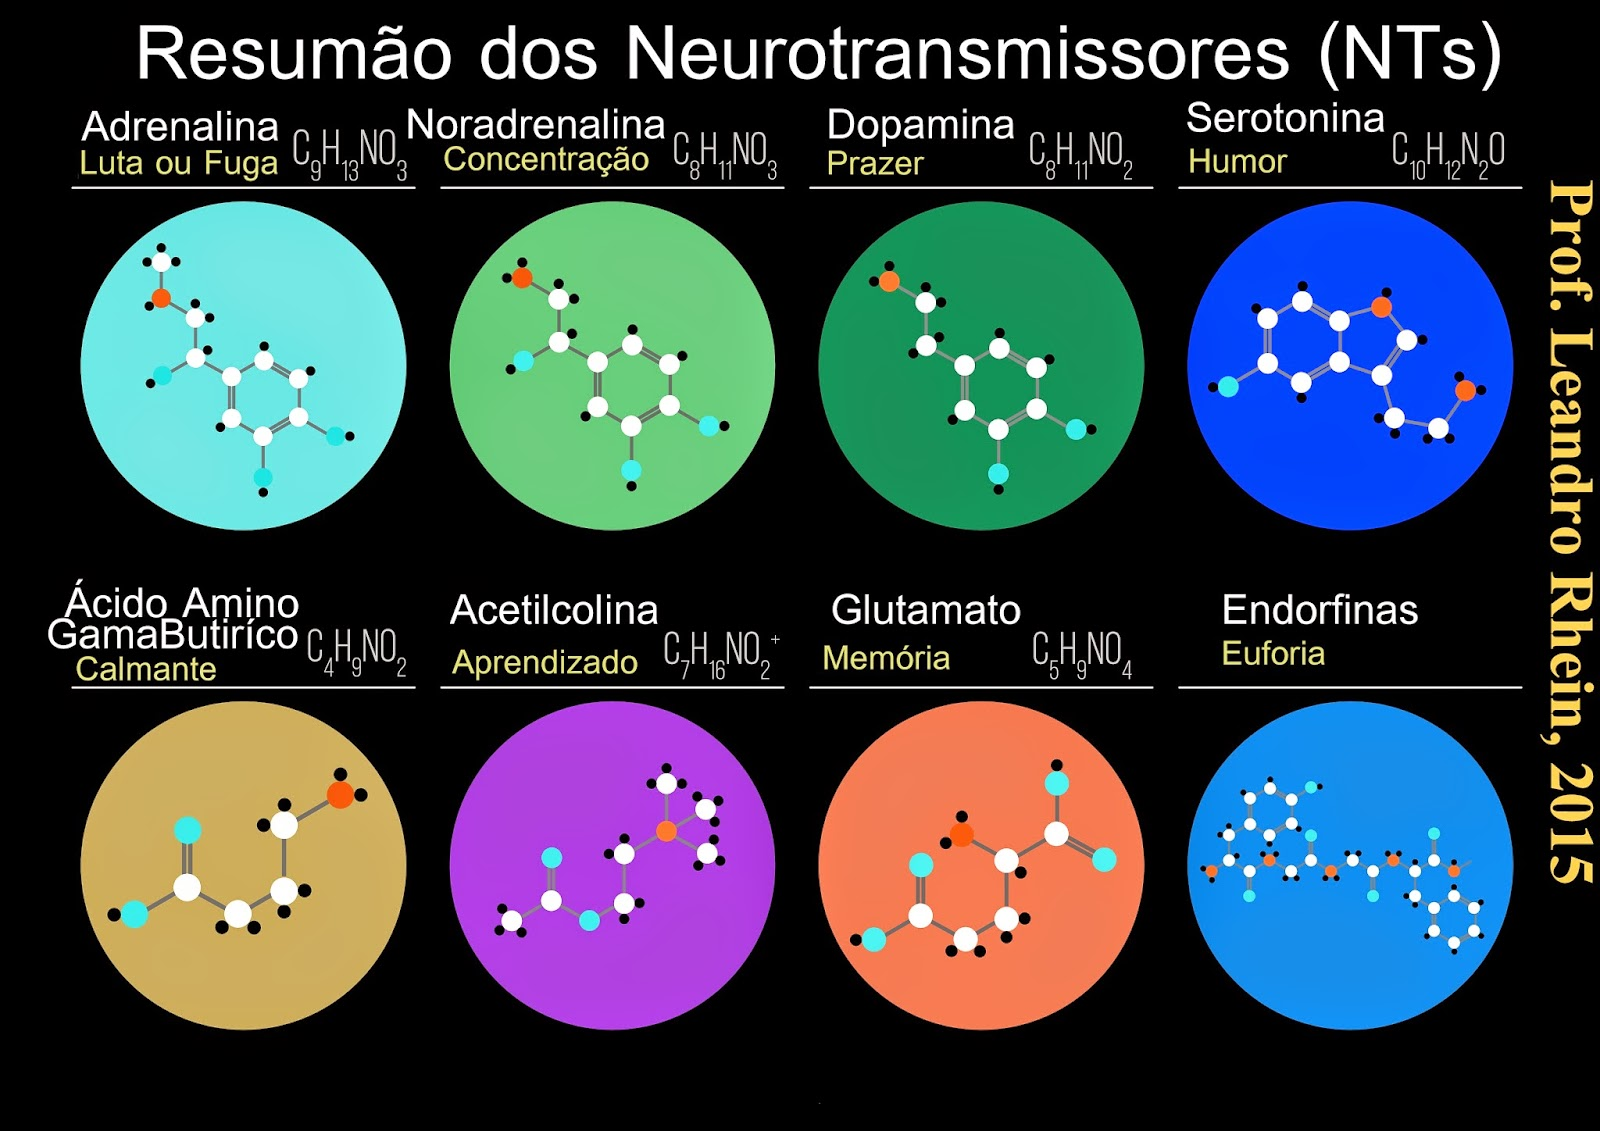 Resumão dos Neurotransmissores (NTs)
Adrenalina
Luta ou Fuga
C9H13NO3
Noradrenalina
Concentração
C8H11NO3
Dopamina
Prazer
C8H11NO2
Serotonina
Humor
C10H12N2O
Ácido Amino
GamaButiríco
Calmante
C4H9NO2
Acetilcolina
Aprendizado
C7H16NO2+
Glutamato
Memória
C5H9NO4
Endorfinas
Euforia
Prof. Leandro Rhein, 2015